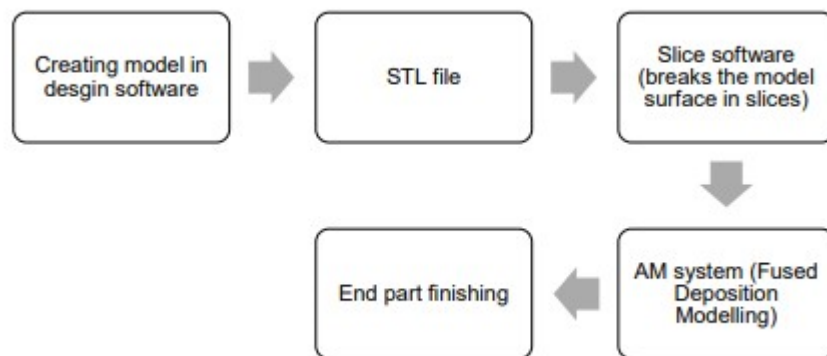 Creating model in
desgin software
STL file
Slice software
(breaks the model
surface in slices)
AM system (Fused
Deposition
Modelling)
End part finishing